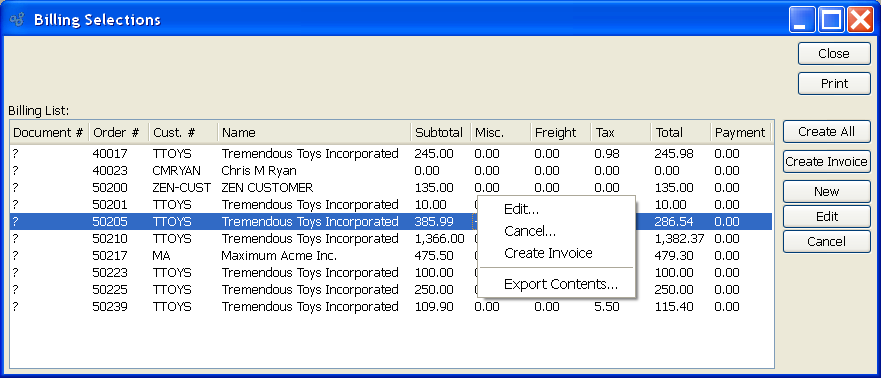 Billing Selections
Close
Print
Billing List:
Document # Order # Cust. # Name Subtotal Misc. Freight Tax Total Payment
Create All
? 40017 TTOYS Tremendous Toys Incorporated 245.00 0.00 0.00 0.98 245.98 0.00
? 40023 CMRYAN Chris M Ryan 0.00 0.00 0.00 0.00 0.00 0.00
Create Invoice
? 50200 ZEN-CUST ZEN CUSTOMER 135.00 0.00 0.00 0.00 135.00 0.00
New
? 50201 TTOYS Tremendous Toys Incorporated 10.00 10.00 0.00
Edit
? 50205 TTOYS Tremendous Toys Incorporated 385.99 286.54 0.00
? 50210 TTOYS Tremendous Toys Incorporated 1,366.00 1,382.37 0.00
Cancel
? 50217 MA Maximum Acme Inc. 475.50 479.30 0.00
? 50223 TTOYS Tremendous Toys Incorporated 100.00 100.00 0.00
? 50225 TTOYS Tremendous Toys Incorporated 250.00 250.00 0.00
? 50239 TTOYS Tremendous Toys Incorporated 109.90 0.00 0.00 5.50 115.40 0.00
Edit...
Cancel...
Create Invoice
Export Contents...